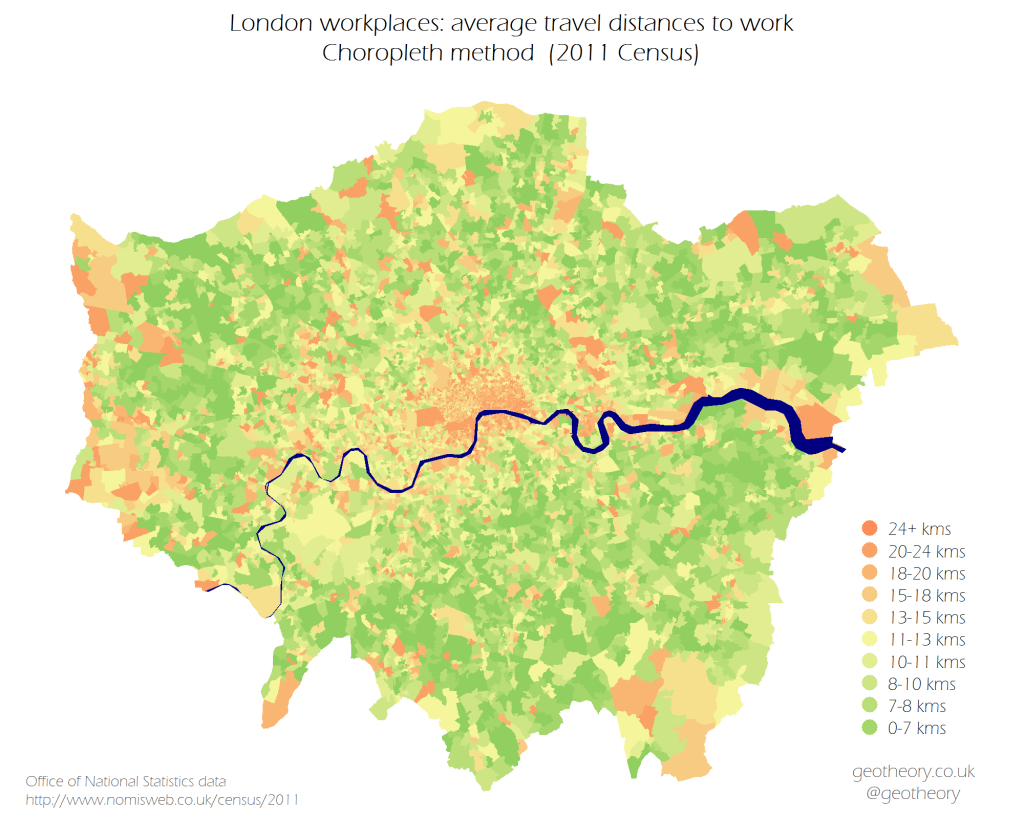 London workplaces: average travel distances to work
Choropleth method (2011 Census)
24+ kms
20-24 kms
18-20 kms
15-18 kms
13-15 kms
11-13 kms
10-11 kms
8-10 kms
7-8 kms
0-7 kms
Office of National Statistics data
http://www.nomisweb.co.uk/census/2011
geotheory.co.uk
@geotheory